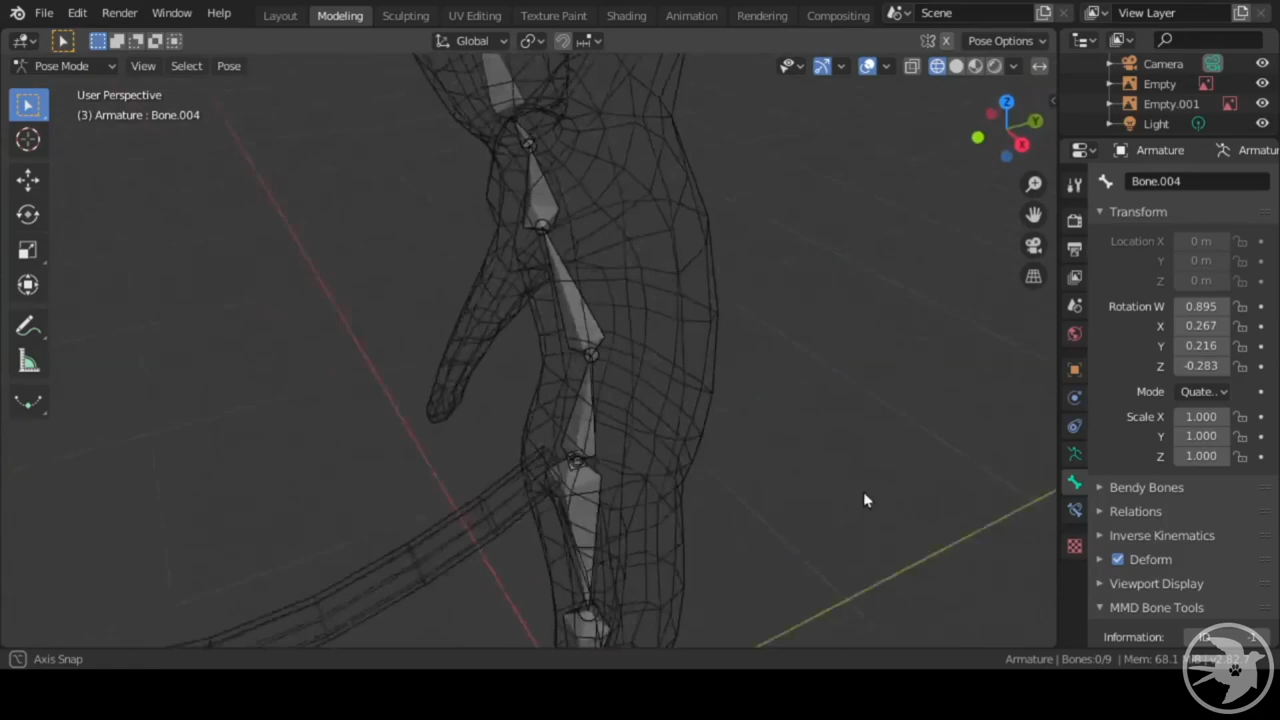 File Edit Render Window Help Layout Modeling Sculpting UV Editing Texture Paint Shading Animation Rendering Compositing Scene View Layer
Global Pose Options
Pose Mode View Select Pose
User Perspective
(3) Armature : Bone.004
Camera
Empty
Empty.001
Light
Z
Y
X
Armature Armatur
Bone.004
Transform
Location X 0 m
Y 0 m
Z 0 m
Rotation W 0.895
X 0.267
Y 0.216
Z -0.283
Mode Quate..
Scale X 1.000
Y 1.000
Z 1.000
Bendy Bones
Relations
Inverse Kinematics
Deform
Viewport Display
MMD Bone Tools
Information: -1
Axis Snap
Armature | Bones:0/9 | Mem: 68.1